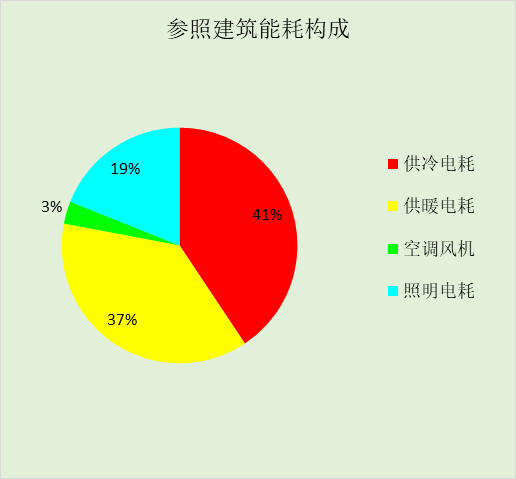 参照建筑能耗构成
19%
3%
41%
37%
供冷电耗
供暖电耗
空调风机
照明电耗